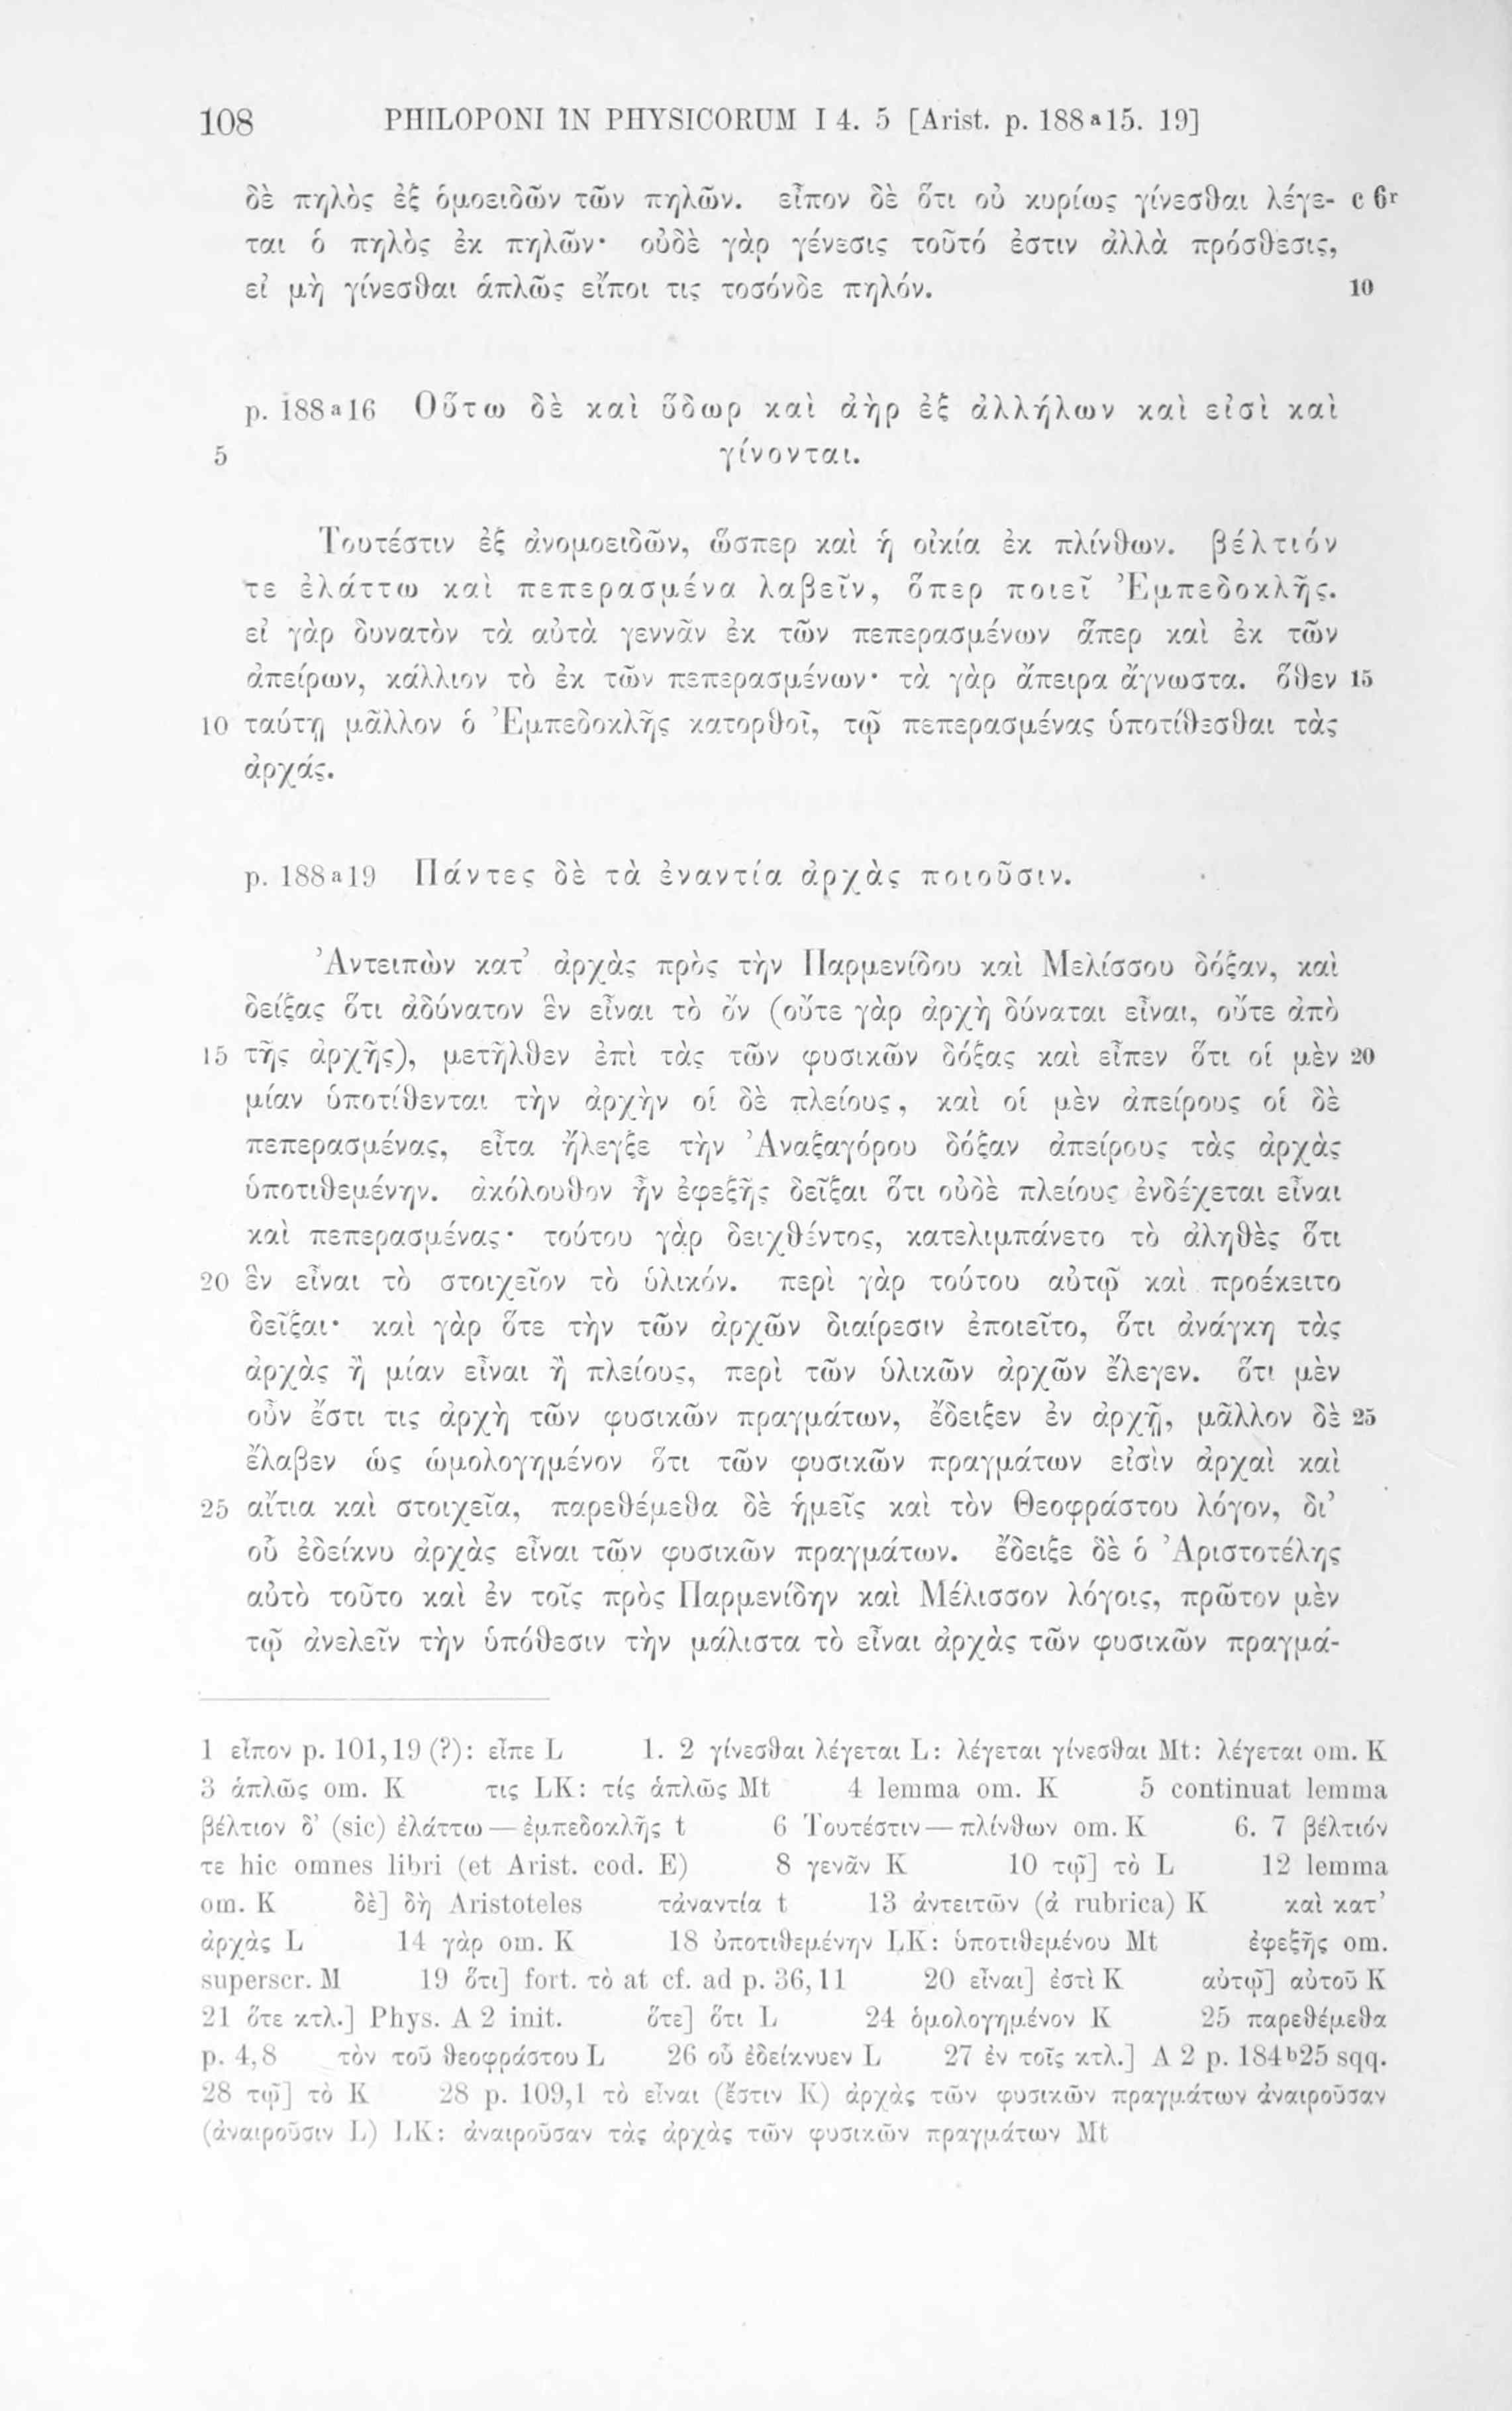 108 PHILOPONI IN PHYSICORUM I 4. 5 [Arist. p. 188a15. 19]
δὲ πηλὸς ἐξ ὁμοειδῶν τῶν πηλῶν. εἶπον δὲ ὅτι οὐ κυρίως γίνεσθαι λέγε- c 6r
ται ὁ πηλὸς ἐκ πηλῶν· οὐδὲ γὰρ γένεσις τοῦτό ἐστιν ἀλλὰ πρόσθεσις,
εἰ μὴ γίνεσθαι ἁπλῶς εἴποι τις τοσόνδε πηλόν. 10
p. 188a16 Οὕτω δὲ καὶ ὕδωρ καὶ ἀὴρ ἐξ ἀλλήλων καὶ εἰσὶ καὶ
5 γίνονται.
Τουτέστιν ἐξ ἀνομοειδῶν, ὥσπερ καὶ ἡ οἰκία ἐκ πλίνθων. βέλτιόν
τε ἐλάττω καὶ πεπερασμένα λαβεῖν, ὅπερ ποιεῖ Ἐμπεδοκλῆς.
εἰ γὰρ δυνατὸν τὰ αὐτὰ γεννᾶν ἐκ τῶν πεπερασμένων ἅπερ καὶ ἐκ τῶν
ἀπείρων, κάλλιον τὸ ἐκ τῶν πεπερασμένων· τὰ γὰρ ἄπειρα ἄγνωστα. ὅθεν 15
10 ταύτῃ μᾶλλον ὁ Ἐμπεδοκλῆς κατορθοῖ, τῷ πεπερασμένας ὑποτίθεσθαι τὰς
ἀρχάς.
p. 188a19 Πάντες δὲ τὰ ἐναντία ἀρχὰς ποιοῦσιν.
Ἀντειπὼν κατ’ ἀρχὰς πρὸς τὴν Παρμενίδου καὶ Μελίσσου δόξαν, καὶ
δείξας ὅτι ἀδύνατον ἓν εἶναι τὸ ὄν (οὔτε γὰρ ἀρχὴ δύναται εἶναι, οὔτε ἀπὸ
15 τῆς ἀρχῆς), μετῆλθεν ἐπὶ τὰς τῶν φυσικῶν δόξας καὶ εἶπεν ὅτι οἱ μὲν 20
μίαν ὑποτίθενται τὴν ἀρχὴν οἱ δὲ πλείους, καὶ οἱ μὲν ἀπείρους οἱ δὲ
πεπερασμένας, εἶτα ἤλεγξε τὴν Ἀναξαγόρου δόξαν ἀπείρους τὰς ἀρχὰς
ὑποτιθεμένην. ἀκόλουθον ἦν ἐφεξῆς δεῖξαι ὅτι οὐδὲ πλείους ἐνδέχεται εἶναι
καὶ πεπερασμένας· τούτου γὰρ δειχθέντος, κατελιμπάνετο τὸ ἀληθὲς ὅτι
20 ἓν εἶναι τὸ στοιχεῖον τὸ ὑλικόν. περὶ γὰρ τούτου αὐτῷ καὶ προέκειτο
δεῖξαι· καὶ γὰρ ὅτε τὴν τῶν ἀρχῶν διαίρεσιν ἐποιεῖτο, ὅτι ἀνάγκη τὰς
ἀρχὰς ἢ μίαν εἶναι ἢ πλείους, περὶ τῶν ὑλικῶν ἀρχῶν ἔλεγεν. ὅτι μὲν
οὖν ἔστι τις ἀρχὴ τῶν φυσικῶν πραγμάτων, ἔδειξεν ἐν ἀρχῇ, μᾶλλον δὲ 25
ἔλαβεν ὡς ὡμολογημένον ὅτι τῶν φυσικῶν πραγμάτων εἰσὶν ἀρχαὶ καὶ
25 αἴτια καὶ στοιχεῖα, παρεθέμεθα δὲ ἡμεῖς καὶ τὸν Θεοφράστου λόγον, δι’
οὗ ἐδείκνυ ἀρχὰς εἶναι τῶν φυσικῶν πραγμάτων. ἔδειξε δὲ ὁ Ἀριστοτέλης
αὐτὸ τοῦτο καὶ ἐν τοῖς πρὸς Παρμενίδην καὶ Μέλισσον λόγοις, πρῶτον μὲν
τῷ ἀνελεῖν τὴν ὑπόθεσιν τὴν μάλιστα τὸ εἶναι ἀρχὰς τῶν φυσικῶν πραγμά-
1 εἶπον p. 101,19 (?): εἶπε L 1. 2 γίνεσθαι λέγεται L: λέγεται γίνεσθαι Mt: λέγεται om. K
3 ἁπλῶς om. K τις LK: τίς ἁπλῶς Mt 4 lemma om. K 5 continuat lemma
βέλτιον δ’ (sic) ἐλάττω — ἐμπεδοκλῆς t 6 Τουτέστιν — πλίνθων om. K 6. 7 βέλτιόν
τε hic omnes libri (et Arist. cod. E) 8 γενᾶν K 10 τῷ] τὸ L 12 lemma
om. K δὲ] δὴ Aristoteles τἀναντία t 13 ἀντειτῶν (ἀ rubrica) K καὶ κατ’
ἀρχὰς L 14 γὰρ om. K 18 ὑποτιθεμένην LK: ὑποτιθεμένου Mt ἐφεξῆς om.
superscr. M 19 ὅτι] fort. τὸ at cf. ad p. 36,11 20 εἶναι] ἐστὶ K αὐτῷ] αὐτοῦ K
21 ὅτε κτλ.] Phys. A 2 init. ὅτε] ὅτι L 24 ὁμολογημένον K 25 παρεθέμεθα
p. 4,8 τὸν τοῦ θεοφράστου L 26 οὗ ἐδείκνυεν L 27 ἐν τοῖς κτλ.] A 2 p. 184b25 sqq.
28 τῷ] τὸ K 28 p. 109,1 τὸ εἶναι (ἔστιν K) ἀρχὰς τῶν φυσικῶν πραγμάτων ἀναιροῦσαν
(ἀναιροῦσιν L) LK: ἀναιροῦσαν τὰς ἀρχὰς τῶν φυσικῶν πραγμάτων Mt